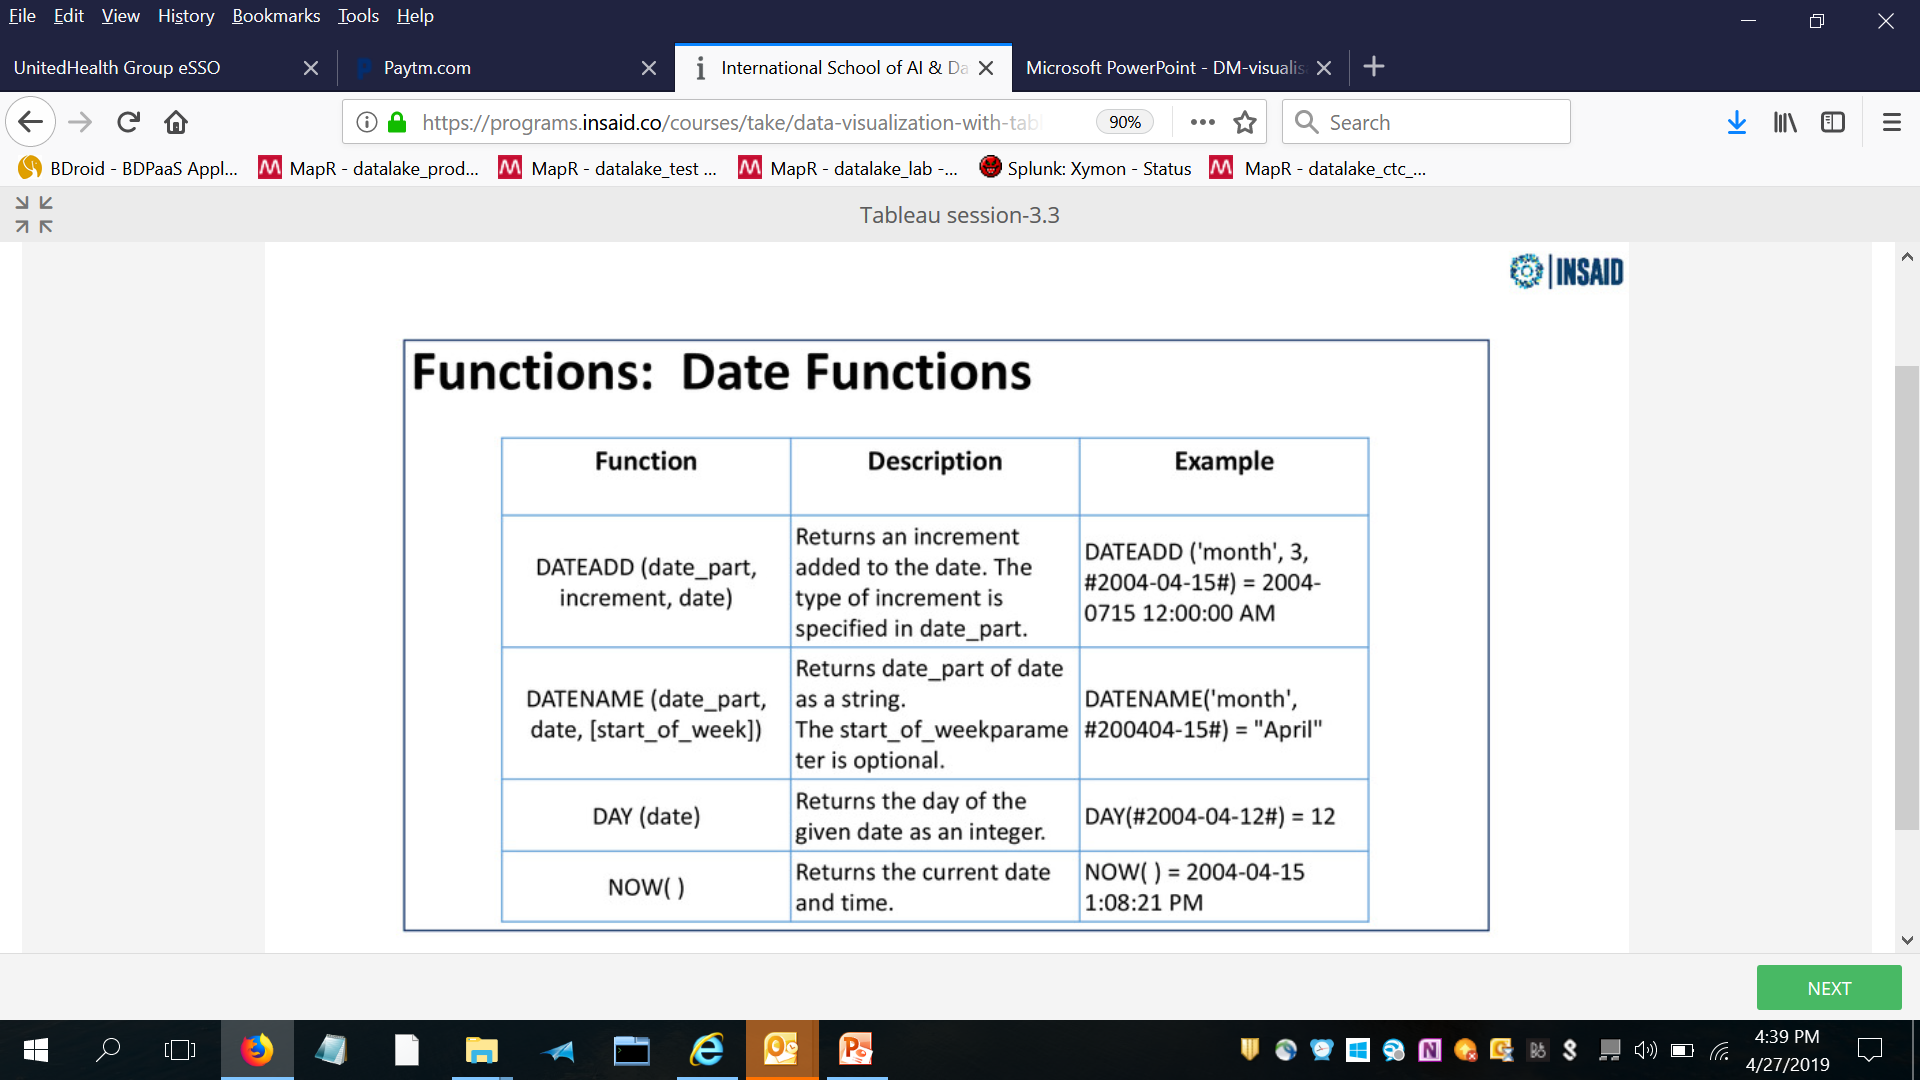 File Edit View History Bookmarks Tools Help
UnitedHealth Group eSSO
Paytm.com
International School of AI & Da
Microsoft PowerPoint - DM-visualis
https://programs.insaid.co/courses/take/data-visualization-with-tabl
90%
Search
BDroid - BDPaaS Appl...
MapR - datalake_prod...
MapR - datalake_test ...
MapR - datalake_lab -...
Splunk: Xymon - Status
MapR - datalake_ctc_...
Tableau session-3.3
INSAID
Functions: Date Functions
Function
Description
Example
DATEADD (date_part,
increment, date)
Returns an increment
added to the date. The
type of increment is
specified in date_part.
DATEADD ('month', 3,
#2004-04-15#) = 2004-
0715 12:00:00 AM
DATENAME (date_part,
date, [start_of_week])
Returns date_part of date
as a string.
The start_of_weekparame
ter is optional.
DATENAME('month',
#200404-15#) = "April"
DAY (date)
Returns the day of the
given date as an integer.
DAY(#2004-04-12#) = 12
NOW( )
Returns the current date
and time.
NOW( ) = 2004-04-15
1:08:21 PM
NEXT
4:39 PM
4/27/2019